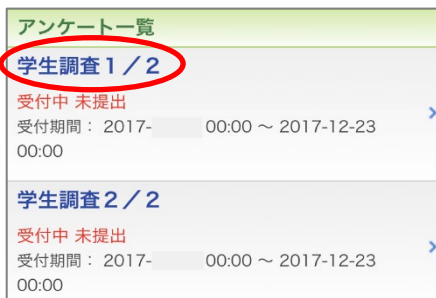 アンケート一覧
学生調査1/2
受付中 未提出
受付期間： 2017- 00:00 ～ 2017-12-23
00:00
学生調査2/2
受付中 未提出
受付期間： 2017- 00:00 ～ 2017-12-23
00:00